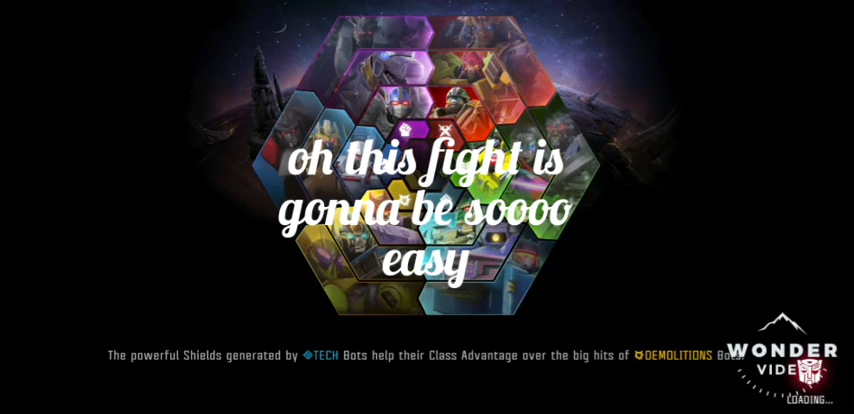 oh this fight is
gonna be soooo
easy
The powerful Shields generated by TECH Bots help their Class Advantage over the big hits of DEMOLITIONS Bots.
WONDER
VIDE
LOADING...